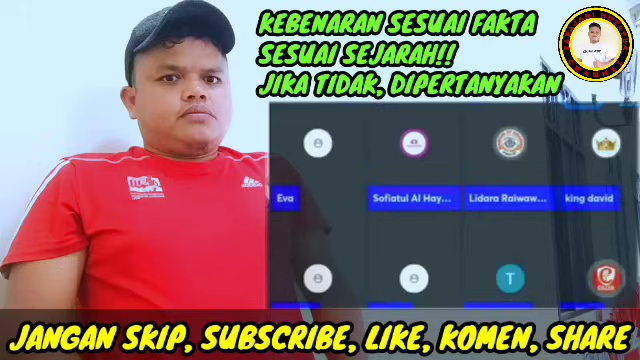 KEBENARAN SESUAI FAKTA
SESUAI SEJARAH!!
JIKA TIDAK, DIPERTANYAKAN
Eva
Sofiatul Al Hay...
Lidara Raiwaw...
king david
T
adidas
JANGAN SKIP, SUBSCRIBE, LIKE, KOMEN, SHARE